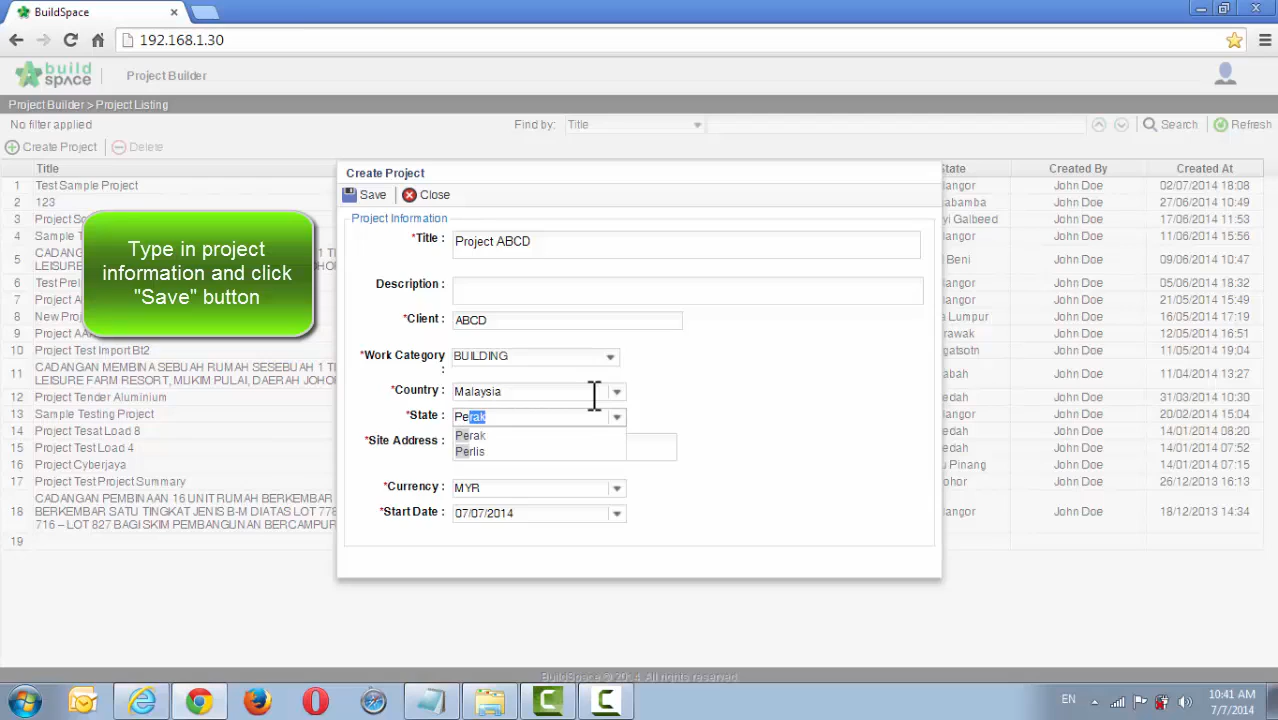 BuildSpace
192.168.1.30
build space
Project Builder
Project Builder > Project Listing
No filter applied
Find by: Title
Search
Refresh
Create Project
Delete
Title
State
Created By
Created At
1 Test Sample Project
angor
John Doe
02/07/2014 18:08
2 123
abamba
John Doe
27/06/2014 10:49
3 Project
yi Galbeed
John Doe
17/06/2014 11:53
4 Sample
angor
John Doe
11/06/2014 15:56
5 CADANG
LEISURE
Beni
John Doe
09/06/2014 10:47
6 Test Preli
angor
John Doe
05/06/2014 18:32
7 Project A
angor
John Doe
21/05/2014 15:49
8 New Proj
a Lumpur
John Doe
16/05/2014 17:19
9 Project AA
arawak
John Doe
12/05/2014 16:51
10 Project Test Import Bt2
gatsotn
John Doe
11/05/2014 19:04
11 CADANGAN MEMBINA SEBUAH RUMAH SESEBUAH 1 T
LEISURE FARM RESORT, MUKIM PULAI, DAERAH JOHO
abah
John Doe
11/04/2014 13:27
12 Project Tender Aluminium
edah
John Doe
31/03/2014 10:30
13 Sample Testing Project
angor
John Doe
20/02/2014 15:04
14 Project Tesat Load 8
edah
John Doe
14/01/2014 08:20
15 Project Test Load 4
edah
John Doe
14/01/2014 07:52
16 Project Cyberjaya
u Pinang
John Doe
14/01/2014 07:15
17 Project Test Project Summary
ohor
John Doe
26/12/2013 16:13
18 CADANGAN PEMBINAAN 16 UNIT RUMAH BERKEMBAR
BERKEMBAR SATU TINGKAT JENIS B-M DIATAS LOT 778
716 – LOT 827 BAGI SKIM PEMBANGUNAN BERCAMPUR
angor
John Doe
18/12/2013 14:34
19
Type in project
information and click
"Save" button
Create Project
Save
Close
Project Information
*Title : Project ABCD
Description :
*Client : ABCD
*Work Category : BUILDING
*Country : Malaysia
*State : Perak
Perak
Perlis
*Site Address :
*Currency : MYR
*Start Date : 07/07/2014
BuildSpace © 2014. All rights reserved.
EN
10:41 AM
7/7/2014